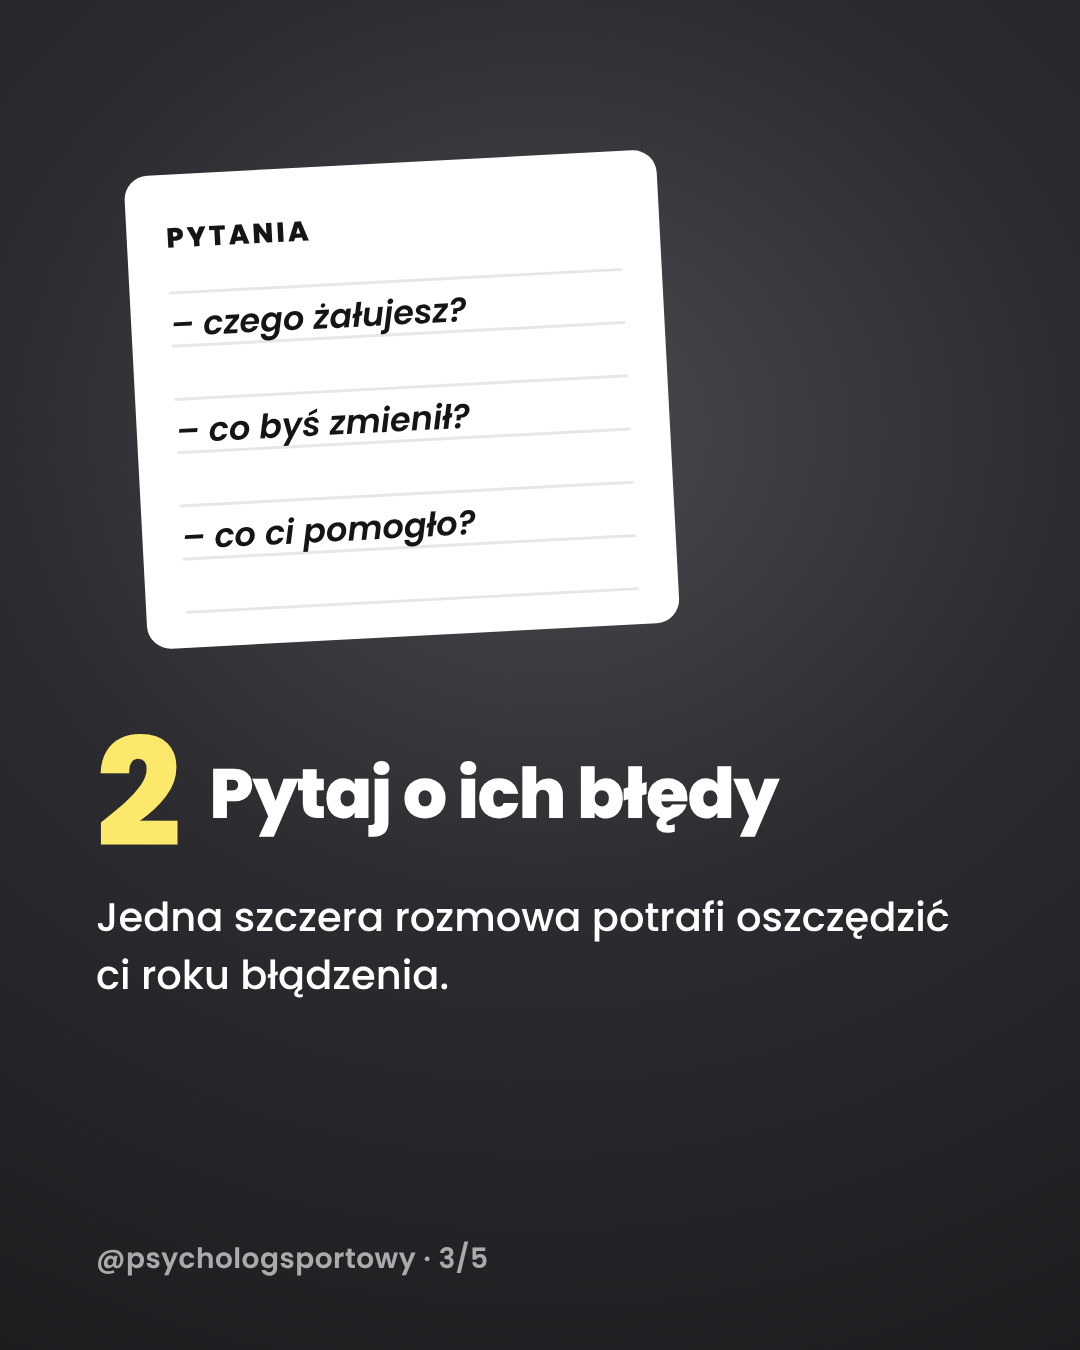 PYTANIA
– czego żałujesz?
– co byś zmienił?
– co ci pomogło?
2 Pytaj o ich błędy
Jedna szczera rozmowa potrafi oszczędzić
ci roku błądzenia.
@psychologsportowy · 3/5